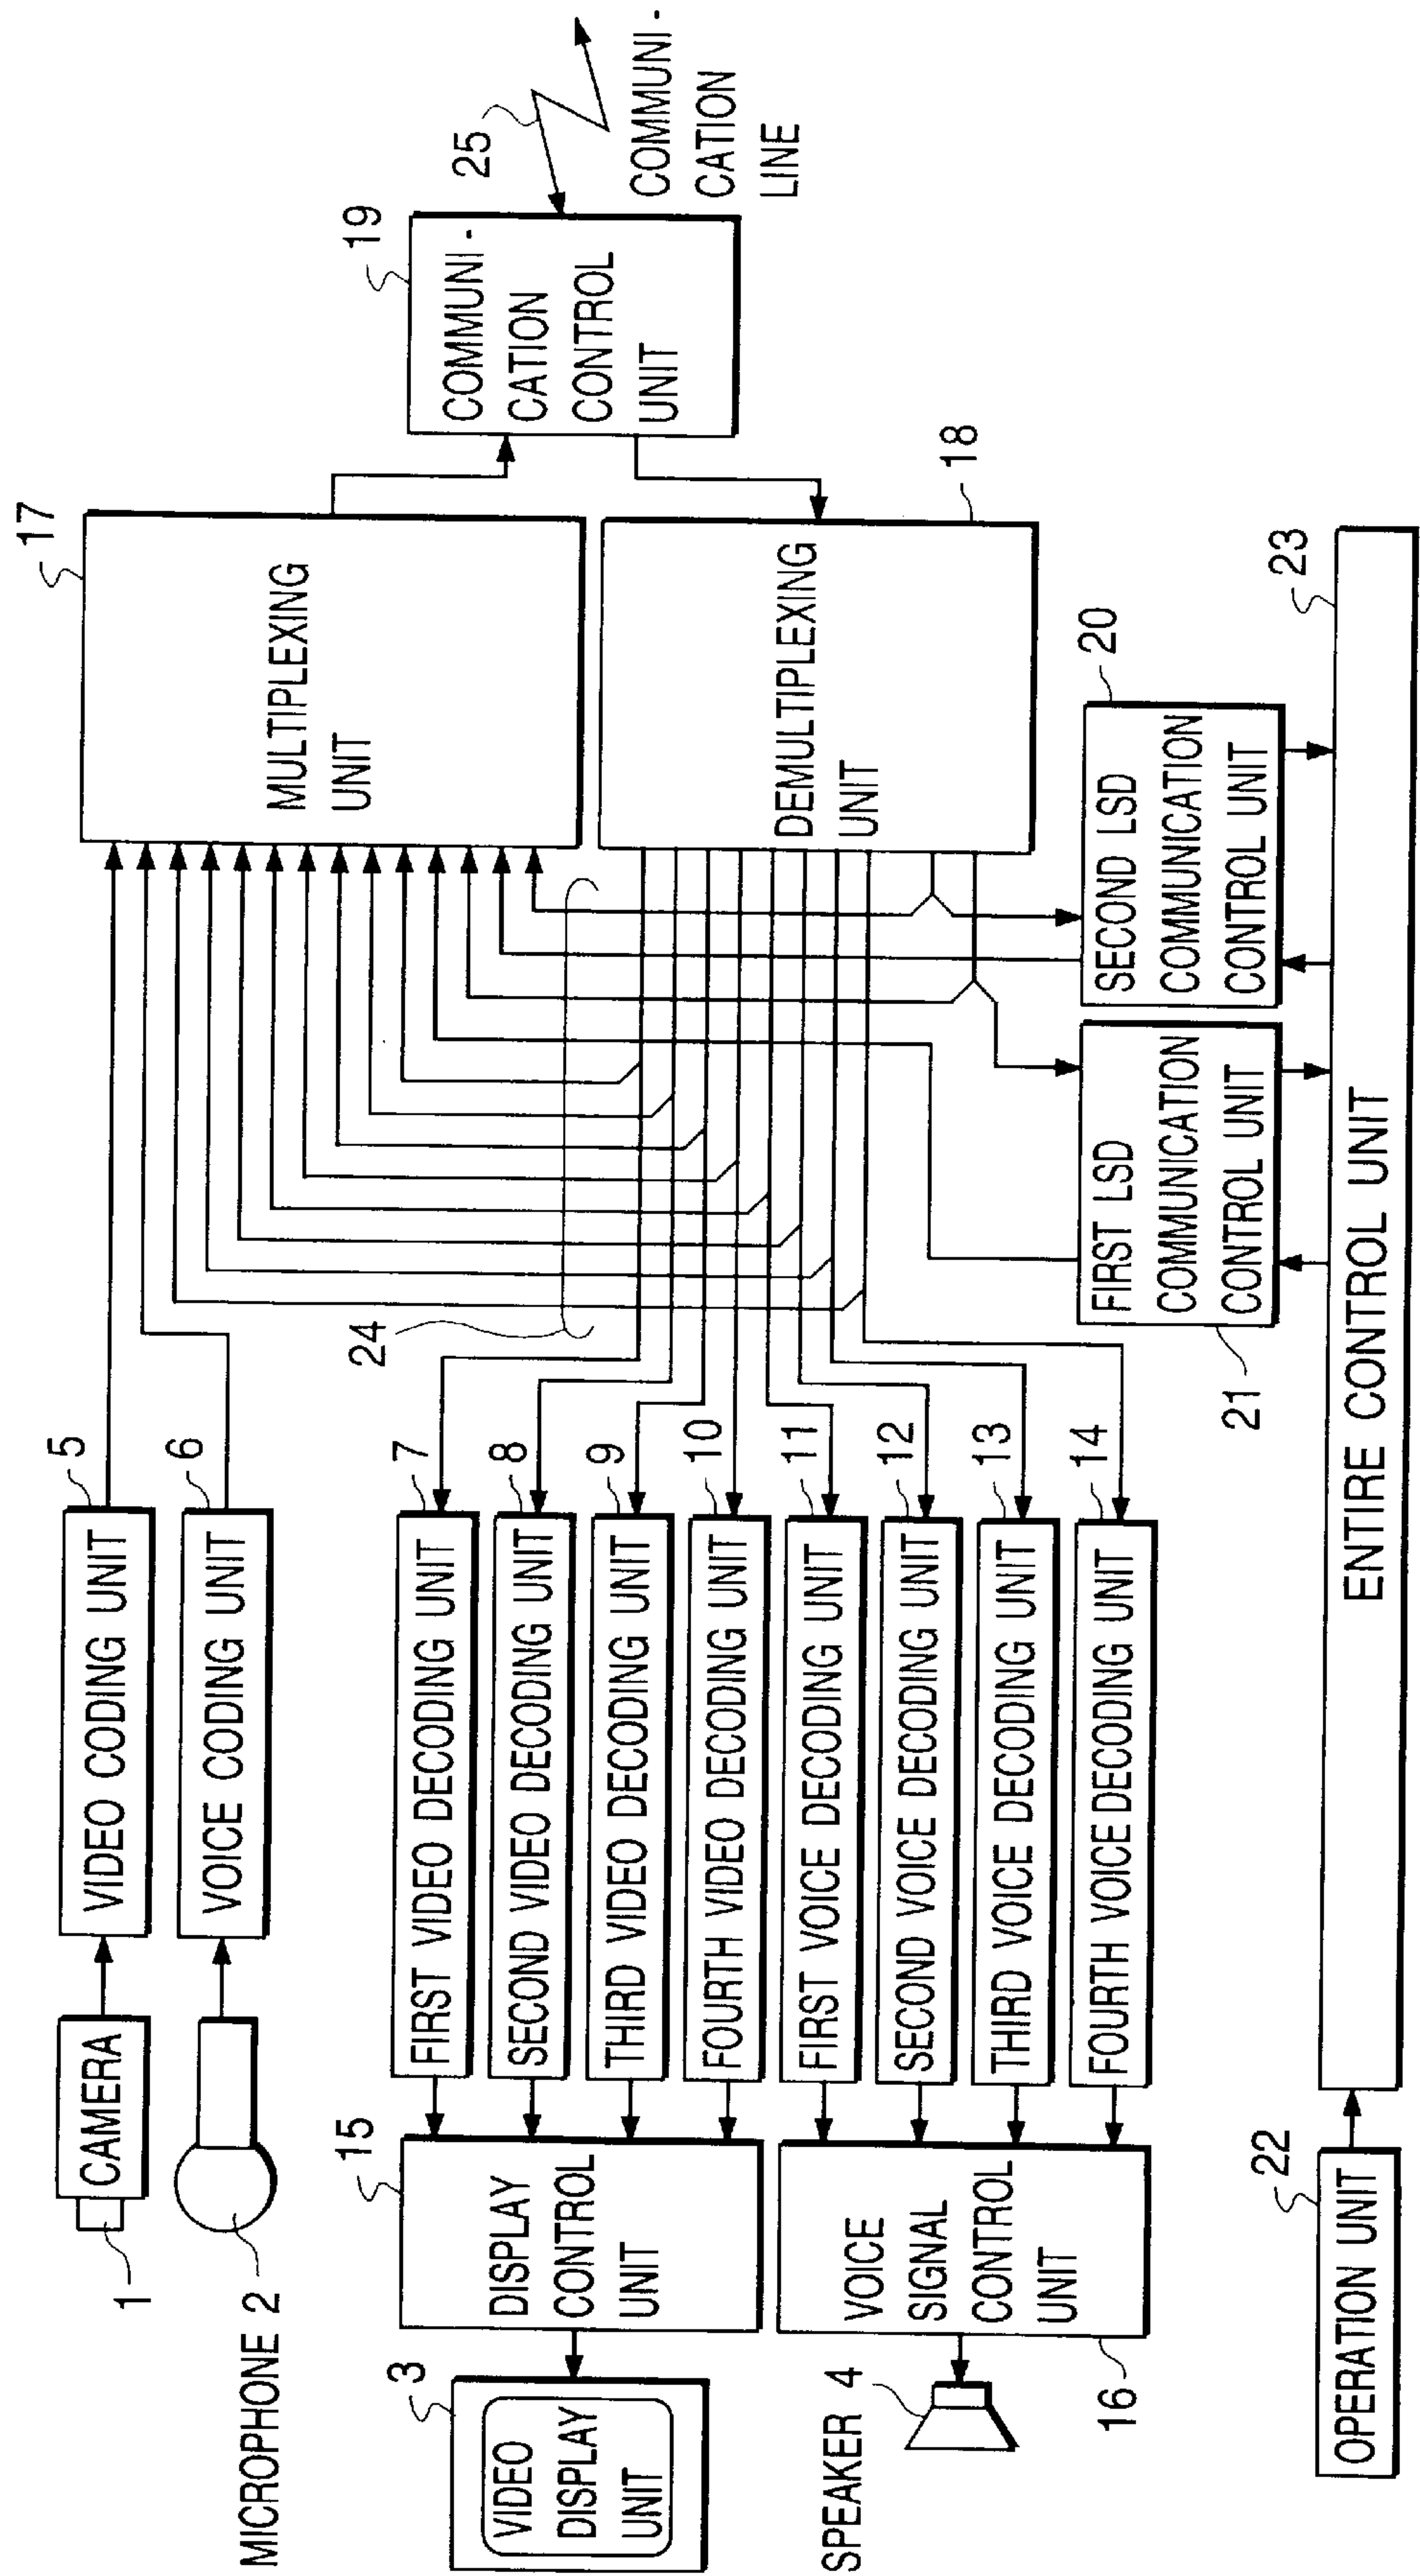 CAMERA
1
MICROPHONE 2
VIDEO CODING UNIT
5
VOICE CODING UNIT
6
17
MULTIPLEXING
UNIT
19
COMMUNI -
CATION
CONTROL
UNIT
25
COMMUNI -
CATION
LINE
DEMULTIPLEXING
UNIT
18
24
3
VIDEO
DISPLAY
UNIT
15
DISPLAY
CONTROL
UNIT
FIRST VIDEO DECODING UNIT
7
SECOND VIDEO DECODING UNIT
8
THIRD VIDEO DECODING UNIT
9
FOURTH VIDEO DECODING UNIT
10
SPEAKER 4
VOICE
SIGNAL
CONTROL
UNIT
16
FIRST VOICE DECODING UNIT
11
SECOND VOICE DECODING UNIT
12
THIRD VOICE DECODING UNIT
13
FOURTH VOICE DECODING UNIT
14
FIRST LSD
COMMUNICATION
CONTROL UNIT
21
SECOND LSD
COMMUNICATION
CONTROL UNIT
20
OPERATION UNIT
22
ENTIRE CONTROL UNIT
23